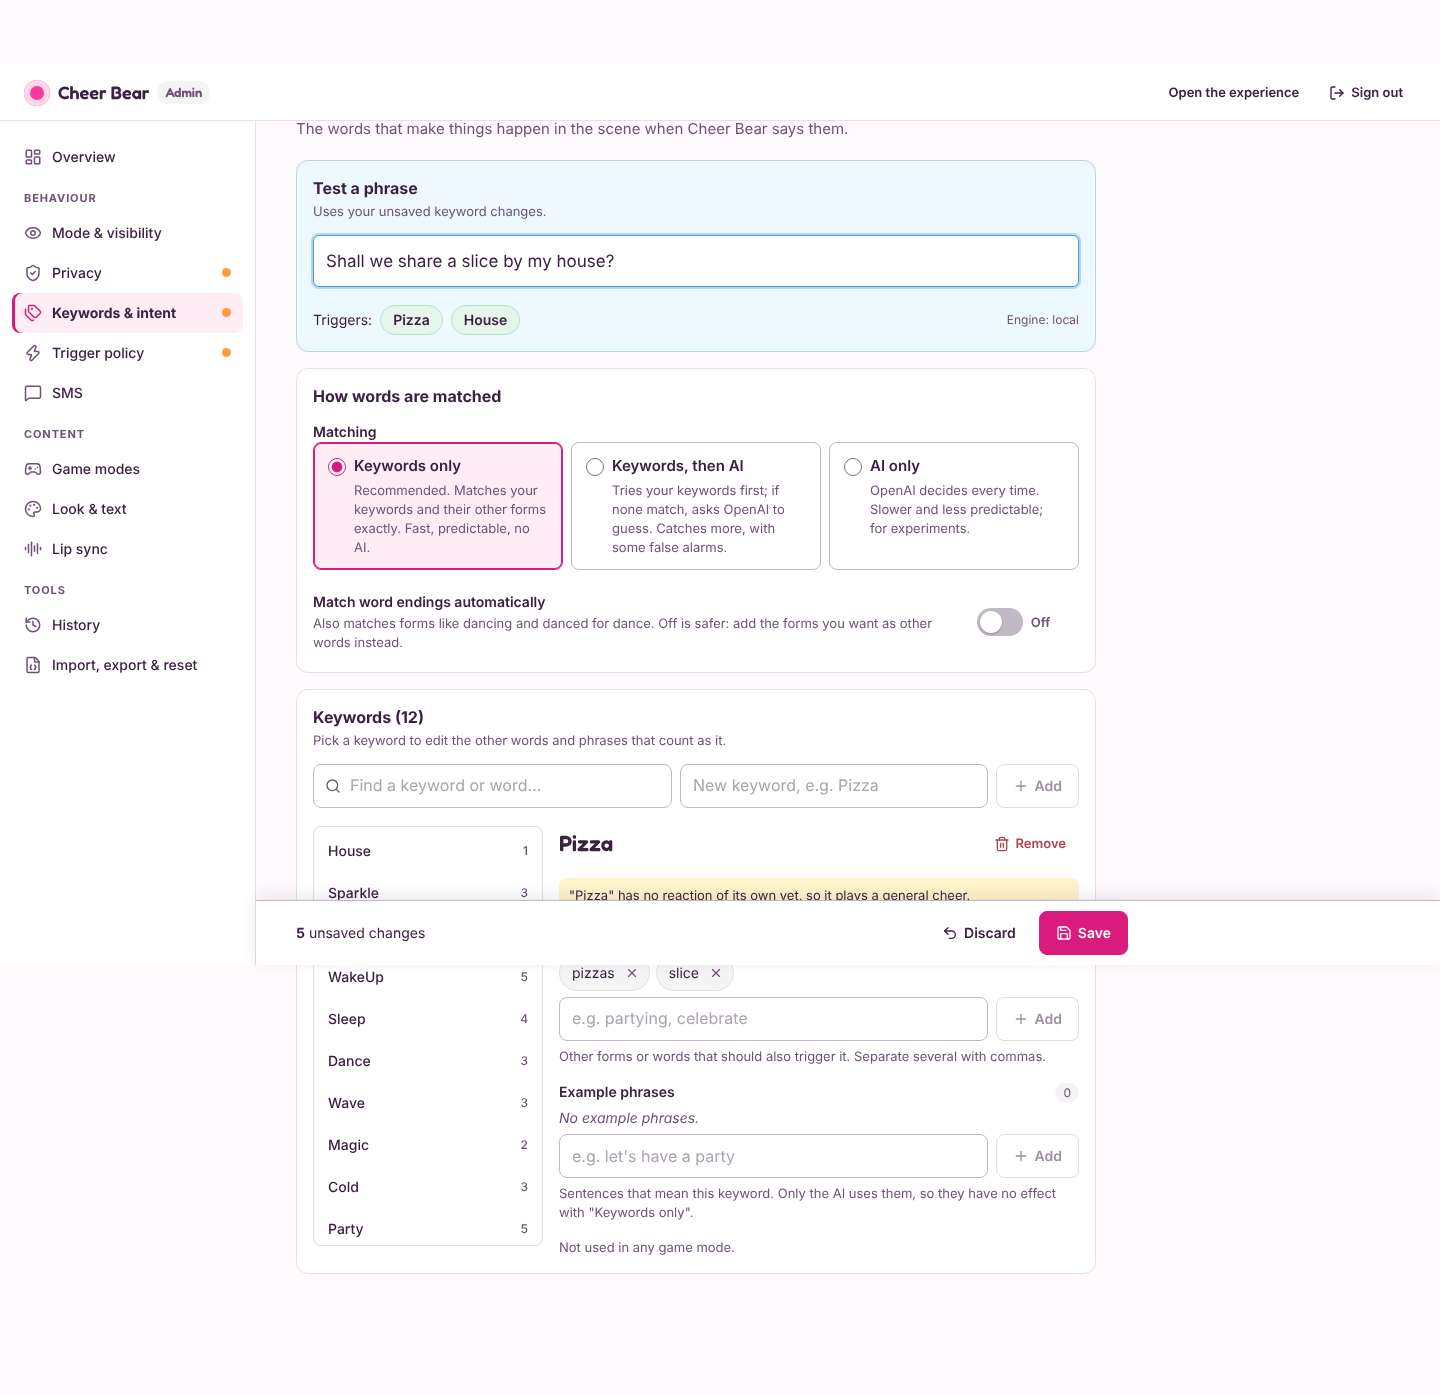 Cheer Bear Admin
Open the experience
Sign out
Overview
BEHAVIOUR
Mode & visibility
Privacy
Keywords & intent
Trigger policy
SMS
CONTENT
Game modes
Look & text
Lip sync
TOOLS
History
Import, export & reset
The words that make things happen in the scene when Cheer Bear says them.
Test a phrase
Uses your unsaved keyword changes.
Shall we share a slice by my house?
Triggers: Pizza House
Engine: local
How words are matched
Matching
Keywords only
Recommended. Matches your
keywords and their other forms
exactly. Fast, predictable, no
AI.
Keywords, then AI
Tries your keywords first; if
none match, asks OpenAI to
guess. Catches more, with
some false alarms.
AI only
OpenAI decides every time.
Slower and less predictable;
for experiments.
Match word endings automatically
Also matches forms like dancing and danced for dance. Off is safer: add the forms you want as other
words instead.
Off
Keywords (12)
Pick a keyword to edit the other words and phrases that count as it.
Find a keyword or word...
New keyword, e.g. Pizza
Add
House 1
Sparkle 3
Pizza
Remove
"Pizza" has no reaction of its own yet, so it plays a general cheer.
5 unsaved changes
Discard
Save
WakeUp 5
Sleep 4
Dance 3
Wave 3
Magic 2
Cold 3
Party 5
pizzas
slice
e.g. partying, celebrate
Add
Other forms or words that should also trigger it. Separate several with commas.
Example phrases 0
No example phrases.
e.g. let's have a party
Add
Sentences that mean this keyword. Only the AI uses them, so they have no effect
with "Keywords only".
Not used in any game mode.